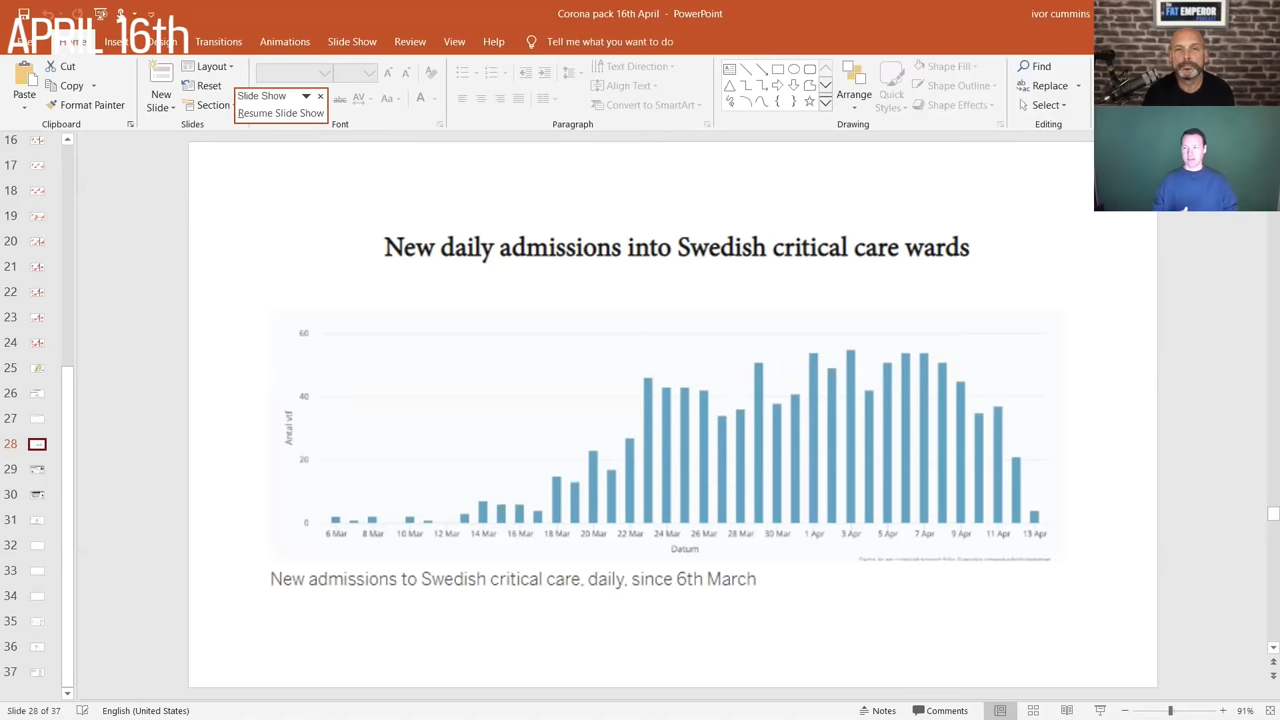 APRIL 16th
Corona pack 16th April - PowerPoint
ivor cummins
Transitions
Animations
Slide Show
Review
View
Help
Tell me what you want to do
THE
FAT EMPEROR
PODCAST
Paste
Cut
Copy
Format Painter
Clipboard
New
Slide
Layout
Reset
Section
Slides
Slide Show
Resume Slide Show
Font
Text Direction
Align Text
Convert to SmartArt
Paragraph
Arrange
Quick
Styles
Shape Fill
Shape Outline
Shape Effects
Drawing
Find
Replace
Select
Editing
16
17
18
19
20
21
22
23
24
25
26
27
28
29
30
31
32
33
34
35
36
37
New daily admissions into Swedish critical care wards
60
40
20
0
Antal vtf
6 Mar 8 Mar 10 Mar 12 Mar 14 Mar 16 Mar 18 Mar 20 Mar 22 Mar 24 Mar 26 Mar 28 Mar 30 Mar 1 Apr 3 Apr 5 Apr 7 Apr 9 Apr 11 Apr 13 Apr
Datum
New admissions to Swedish critical care, daily, since 6th March
Slide 28 of 37
English (United States)
Notes
Comments
91%